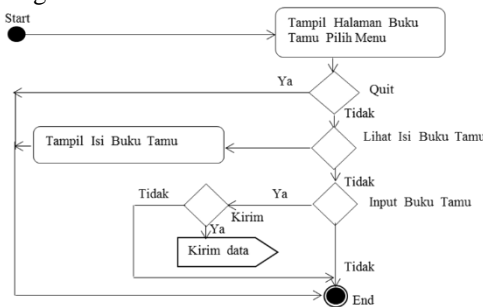 Start
Tampil Halaman Buku
Tamu Pilih Menu
Ya
Quit
Tidak
Tampil Isi Buku Tamu
Lihat Isi Buku Tamu
Tidak
Tidak
Ya
Input Buku Tamu
Kirim
Ya
Kirim data
Tidak
End